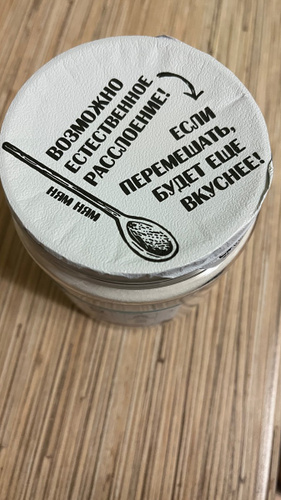 ВОЗМОЖНО
ЕСТЕСТВЕННОЕ
РАССЛОЕНИЕ!
НЯМ НЯМ
ЕСЛИ
ПЕРЕМЕШАТЬ,
БУДЕТ ЕЩЕ
ВКУСНЕЕ!